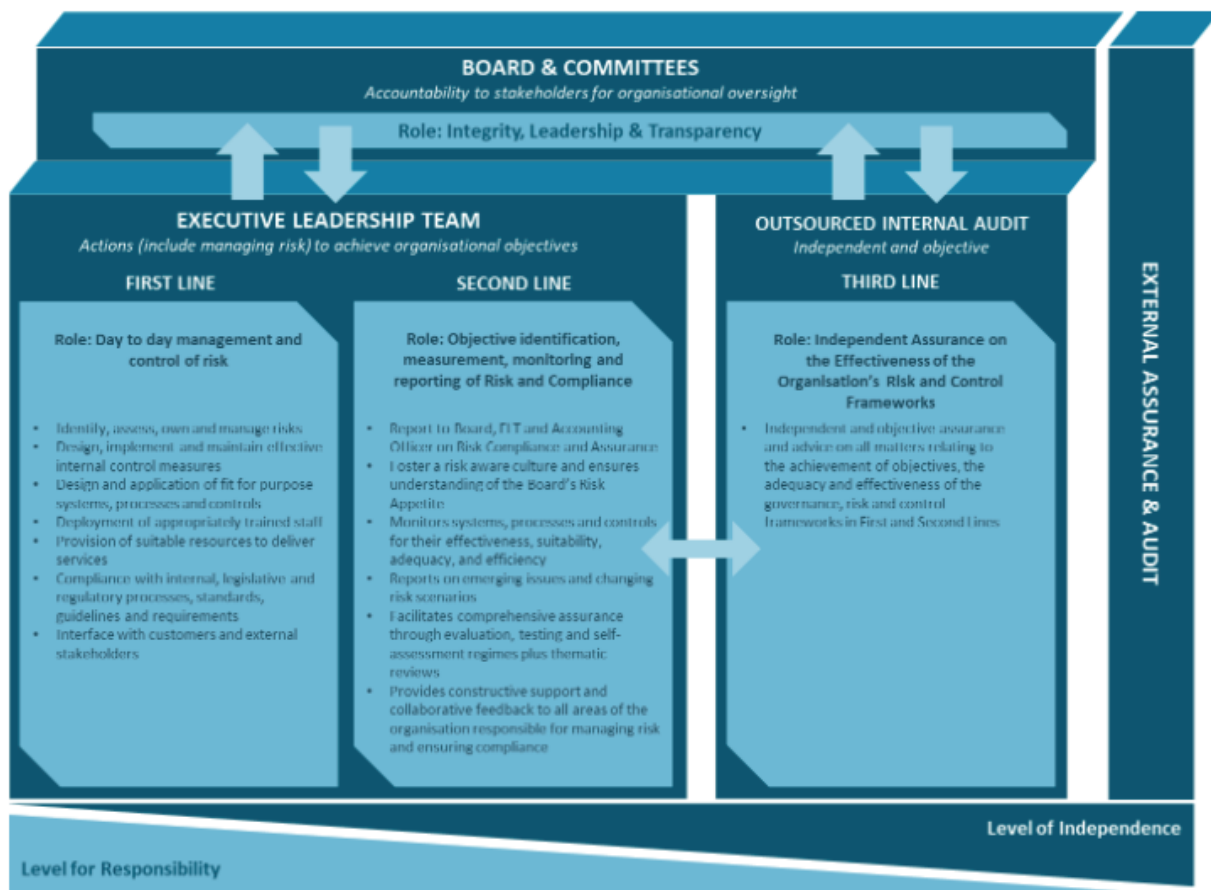 BOARD & COMMITTEES
Accountability to stakeholders for organisational oversight
Role: Integrity, Leadership & Transparency
EXECUTIVE LEADERSHIP TEAM
Actions (include managing risk) to achieve organisational objectives
FIRST LINE
Role: Day to day management and
control of risk
• Identify, assess, own and manage risks
• Design, implement and maintain effective
internal control measures
• Design and application of fit for purpose
systems, processes and controls
• Deployment of appropriately trained staff
• Provision of suitable resources to deliver
services
• Compliance with internal, legislative and
regulatory processes, standards,
guidelines and requirements
• Interface with customers and external
stakeholders
SECOND LINE
Role: Objective identification,
measurement, monitoring and
reporting of Risk and Compliance
• Report to Board, ELT and Accounting
Officer on Risk Compliance and Assurance
• Foster a risk aware culture and ensures
understanding of the Board's Risk
Appetite
• Monitors systems, processes and controls
for their effectiveness, suitability,
adequacy, and efficiency
• Reports on emerging issues and changing
risk scenarios
• Facilitates comprehensive assurance
through evaluation, testing and self-
assessment regimes plus thematic
reviews
• Provides constructive support and
collaborative feedback to all areas of the
organisation responsible for managing risk
and ensuring compliance
OUTSOURCED INTERNAL AUDIT
Independent and objective
THIRD LINE
Role: Independent Assurance on
the Effectiveness of the
Organisation's Risk and Control
Frameworks
• Independent and objective assurance
and advice on all matters relating to
the achievement of objectives, the
adequacy and effectiveness of the
governance, risk and control
frameworks in First and Second Lines
EXTERNAL ASSURANCE & AUDIT
Level of Independence
Level for Responsibility